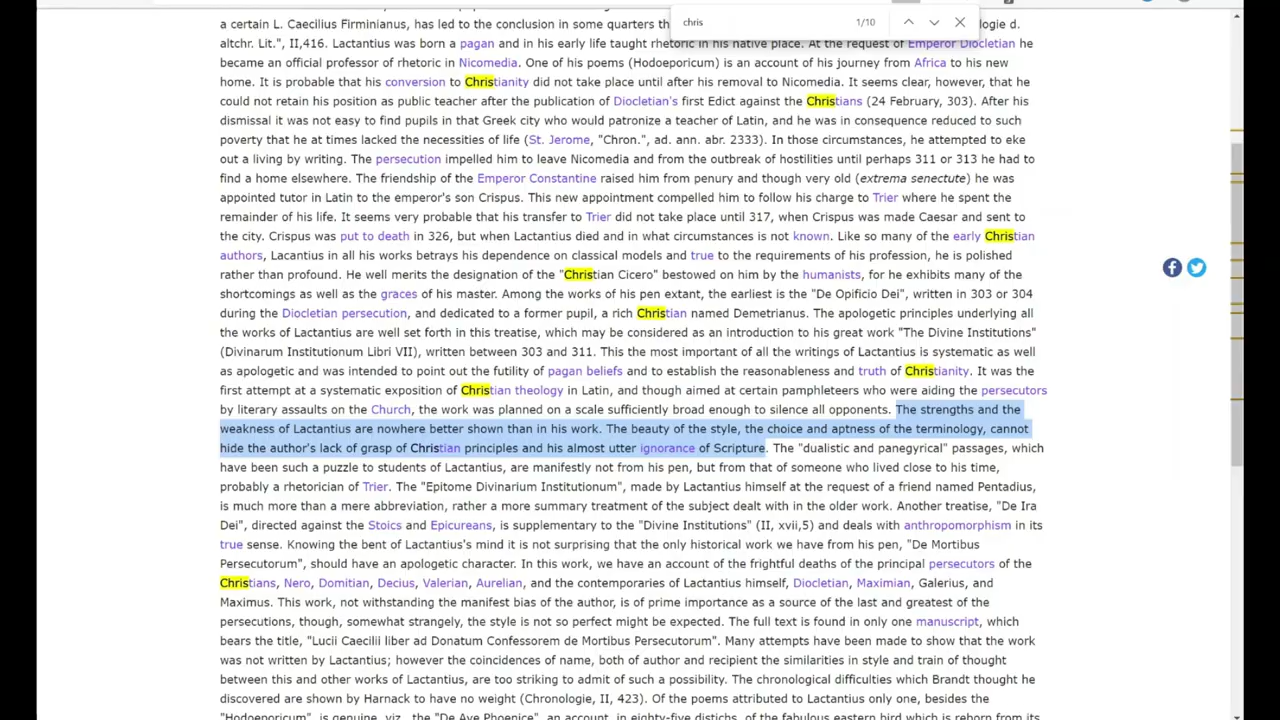 chris 1/10
a certain L. Caecilius Firminianus, has led to the conclusion in some quarters th
ologie d.
altchr. Lit.", II,416. Lactantius was born a pagan and in his early life taught rhetoric in his native place. At the request of Emperor Diocletian he
became an official professor of rhetoric in Nicomedia. One of his poems (Hodoeporicum) is an account of his journey from Africa to his new
home. It is probable that his conversion to Christianity did not take place until after his removal to Nicomedia. It seems clear, however, that he
could not retain his position as public teacher after the publication of Diocletian's first Edict against the Christians (24 February, 303). After his
dismissal it was not easy to find pupils in that Greek city who would patronize a teacher of Latin, and he was in consequence reduced to such
poverty that he at times lacked the necessities of life (St. Jerome, "Chron.", ad. ann. abr. 2333). In those circumstances, he attempted to eke
out a living by writing. The persecution impelled him to leave Nicomedia and from the outbreak of hostilities until perhaps 311 or 313 he had to
find a home elsewhere. The friendship of the Emperor Constantine raised him from penury and though very old (extrema senectute) he was
appointed tutor in Latin to the emperor's son Crispus. This new appointment compelled him to follow his charge to Trier where he spent the
remainder of his life. It seems very probable that his transfer to Trier did not take place until 317, when Crispus was made Caesar and sent to
the city. Crispus was put to death in 326, but when Lactantius died and in what circumstances is not known. Like so many of the early Christian
authors, Lacantius in all his works betrays his dependence on classical models and true to the requirements of his profession, he is polished
rather than profound. He well merits the designation of the "Christian Cicero" bestowed on him by the humanists, for he exhibits many of the
shortcomings as well as the graces of his master. Among the works of his pen extant, the earliest is the "De Opificio Dei", written in 303 or 304
during the Diocletian persecution, and dedicated to a former pupil, a rich Christian named Demetrianus. The apologetic principles underlying all
the works of Lactantius are well set forth in this treatise, which may be considered as an introduction to his great work "The Divine Institutions"
(Divinarum Institutionum Libri VII), written between 303 and 311. This the most important of all the writings of Lactantius is systematic as well
as apologetic and was intended to point out the futility of pagan beliefs and to establish the reasonableness and truth of Christianity. It was the
first attempt at a systematic exposition of Christian theology in Latin, and though aimed at certain pamphleteers who were aiding the persecutors
by literary assaults on the Church, the work was planned on a scale sufficiently broad enough to silence all opponents. The strengths and the
weakness of Lactantius are nowhere better shown than in his work. The beauty of the style, the choice and aptness of the terminology, cannot
hide the author's lack of grasp of Christian principles and his almost utter ignorance of Scripture. The "dualistic and panegyrical" passages, which
have been such a puzzle to students of Lactantius, are manifestly not from his pen, but from that of someone who lived close to his time,
probably a rhetorician of Trier. The "Epitome Divinarium Institutionum", made by Lactantius himself at the request of a friend named Pentadius,
is much more than a mere abbreviation, rather a more summary treatment of the subject dealt with in the older work. Another treatise, "De Ira
Dei", directed against the Stoics and Epicureans, is supplementary to the "Divine Institutions" (II, xvii,5) and deals with anthropomorphism in its
true sense. Knowing the bent of Lactantius's mind it is not surprising that the only historical work we have from his pen, "De Mortibus
Persecutorum", should have an apologetic character. In this work, we have an account of the frightful deaths of the principal persecutors of the
Christians, Nero, Domitian, Decius, Valerian, Aurelian, and the contemporaries of Lactantius himself, Diocletian, Maximian, Galerius, and
Maximus. This work, not withstanding the manifest bias of the author, is of prime importance as a source of the last and greatest of the
persecutions, though, somewhat strangely, the style is not so perfect might be expected. The full text is found in only one manuscript, which
bears the title, "Lucii Caecilii liber ad Donatum Confessorem de Mortibus Persecutorum". Many attempts have been made to show that the work
was not written by Lactantius; however the coincidences of name, both of author and recipient the similarities in style and train of thought
between this and other works of Lactantius, are too striking to admit of such a possibility. The chronological difficulties which Brandt thought he
discovered are shown by Harnack to have no weight (Chronologie, II, 423). Of the poems attributed to Lactantius only one, besides the
"Hodoeporicum", is genuine, viz., the "De Ave Phoenice", an account, in eighty-five distichs, of the fabulous eastern bird which is reborn from its